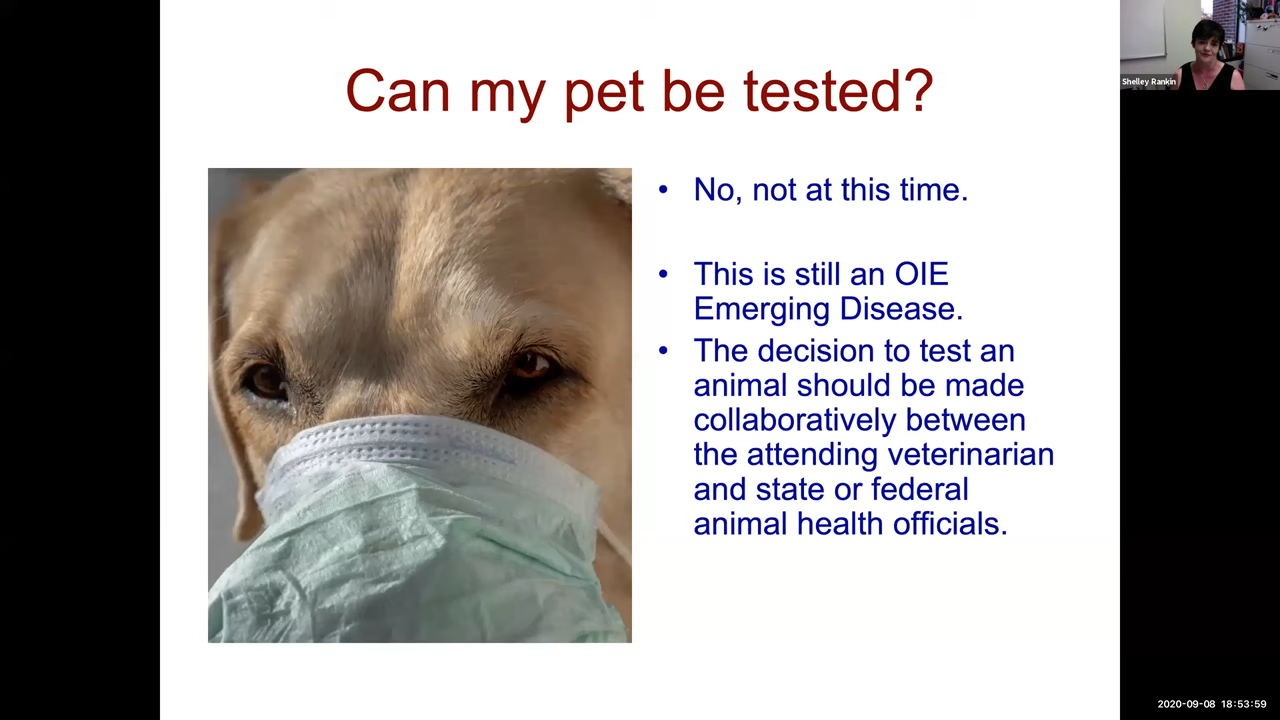 Can my pet be tested?
Shelley Rankin
• No, not at this time.
• This is still an OIE
Emerging Disease.
• The decision to test an
animal should be made
collaboratively between
the attending veterinarian
and state or federal
animal health officials.
2020-09-08 18:53:59